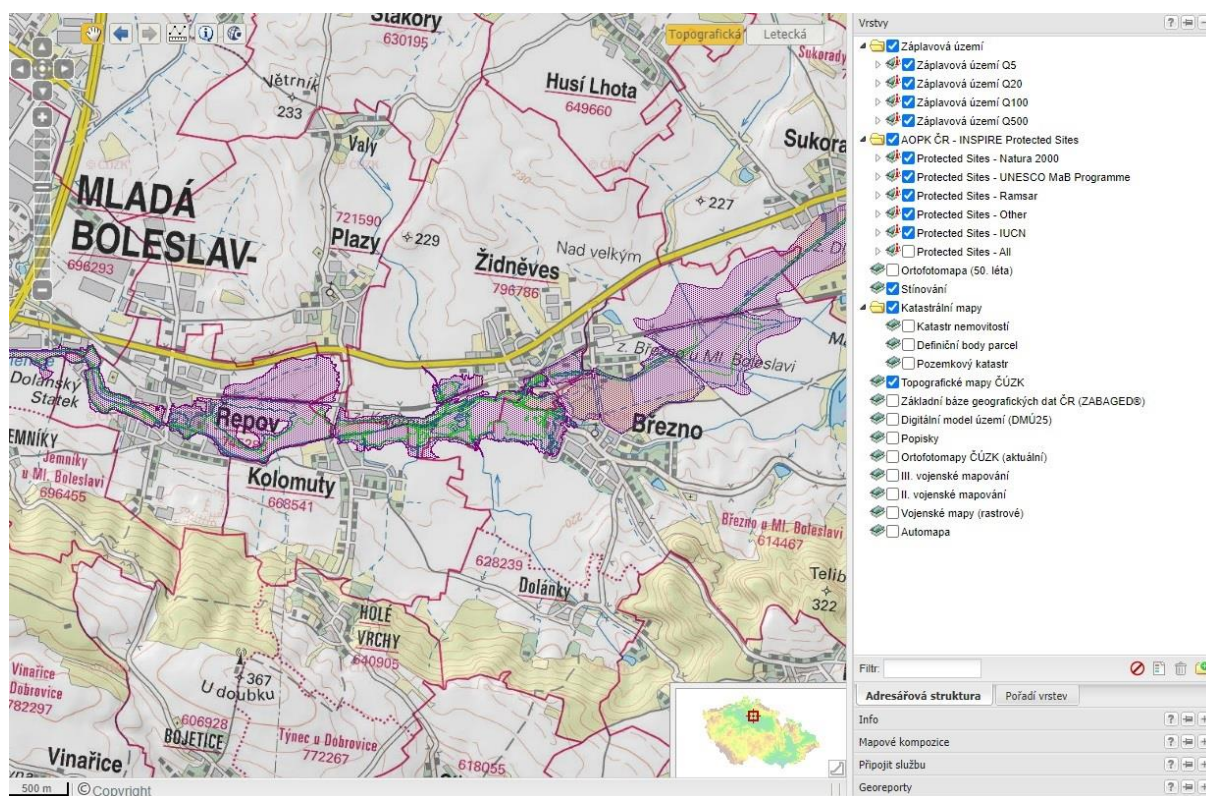 Stakory
630195
Topografická
Letecká
Větrník
233
Husí Lhota
649660
Sukorady
Valy
© ČÚZK
MLADÁ
BOLESLAV-
696293
721590
Plazy
229
227
Nad velkým
Židněves
796786
z. Březno u Ml. Boleslavi
Dolánský
Statek
Řepov
Březno
Jemníky
u Ml. Boleslavi
696455
Kolomuty
668541
220
Březno u Ml. Boleslavi
614467
628239
Dolánky
322
HOLÉ
VRCHY
640905
367
U doubku
Vinařice
u Dobrovice
782297
606928
BOJETICE
Týnec u Dobrovice
772267
618055
Vinařice
500 m
©Copyright
Vrstvy
Záplavová území
Záplavová území Q5
Záplavová území Q20
Záplavová území Q100
Záplavová území Q500
AOPK ČR - INSPIRE Protected Sites
Protected Sites - Natura 2000
Protected Sites - UNESCO MaB Programme
Protected Sites - Ramsar
Protected Sites - Other
Protected Sites - IUCN
Protected Sites - All
Ortofotomapa (50. léta)
Stínování
Katastrální mapy
Katastr nemovitostí
Definiční body parcel
Pozemkový katastr
Topografické mapy ČÚZK
Základní báze geografických dat ČR (ZABAGED®)
Digitální model území (DMÚ25)
Popisky
Ortofotomapy ČÚZK (aktuální)
III. vojenské mapování
II. vojenské mapování
Vojenské mapy (rastrové)
Automapa
Filtr:
Adresářová struktura
Pořadí vrstev
Info
Mapové kompozice
Připojit službu
Georeporty